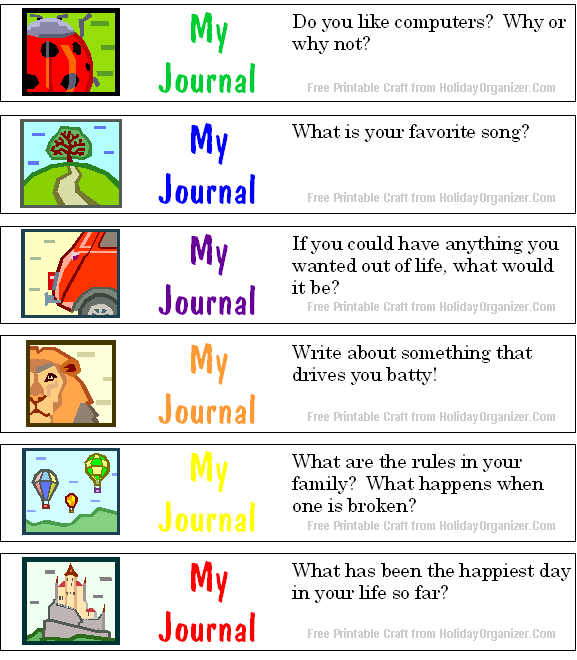 My
Journal
Do you like computers?  Why or
why not?
Free Printable Craft from HolidayOrganizer.Com
My
Journal
What is your favorite song?
Free Printable Craft from HolidayOrganizer.Com
My
Journal
If you could have anything you
wanted out of life, what would
it be?
Free Printable Craft from HolidayOrganizer.Com
My
Journal
Write about something that
drives you batty!
Free Printable Craft from HolidayOrganizer.Com
My
Journal
What are the rules in your
family?  What happens when
one is broken?
Free Printable Craft from HolidayOrganizer.Com
My
Journal
What has been the happiest day
in your life so far?
Free Printable Craft from HolidayOrganizer.Com